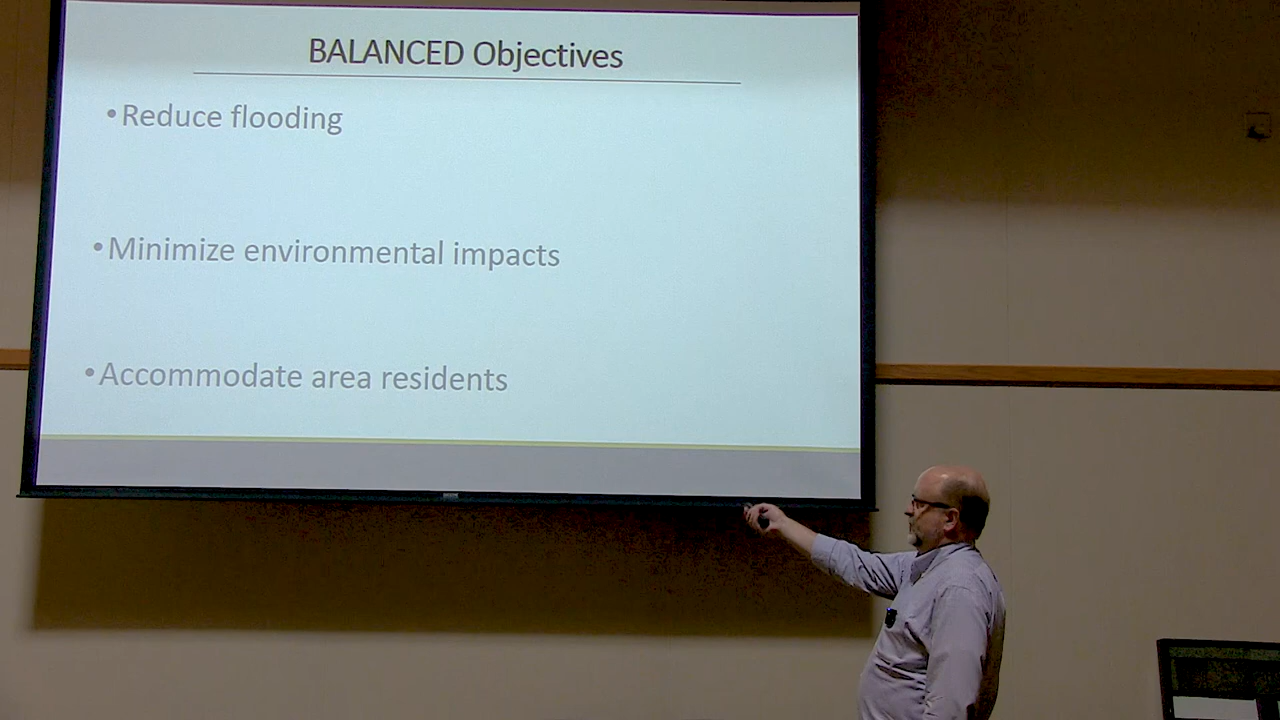 BALANCED Objectives
•Reduce flooding
•Minimize environmental impacts
•Accommodate area residents